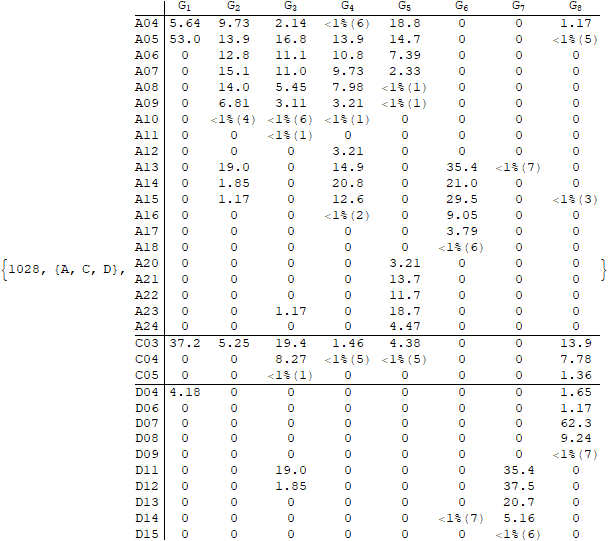 G₁ G₂ G₃ G₄ G₅ G₆ G₇ G₈
A04 5.64 9.73 2.14 <1%(6) 18.8 0 0 1.17
A05 53.0 13.9 16.8 13.9 14.7 0 0 <1%(5)
A06 0 12.8 11.1 10.8 7.39 0 0 0
A07 0 15.1 11.0 9.73 2.33 0 0 0
A08 0 14.0 5.45 7.98 <1%(1) 0 0 0
A09 0 6.81 3.11 3.21 <1%(1) 0 0 0
A10 0 <1%(4) <1%(6) <1%(1) 0 0 0 0
A11 0 0 <1%(1) 0 0 0 0 0
A12 0 0 0 3.21 0 0 0 0
A13 0 19.0 0 14.9 0 35.4 <1%(7) 0
A14 0 1.85 0 20.8 0 21.0 0 0
A15 0 1.17 0 12.6 0 29.5 0 <1%(3)
A16 0 0 0 <1%(2) 0 9.05 0 0
A17 0 0 0 0 0 3.79 0 0
A18 0 0 0 0 0 <1%(6) 0 0
{1028, {A, C, D}, A20 0 0 0 0 3.21 0 0 0 }
A21 0 0 0 0 13.7 0 0 0
A22 0 0 0 0 11.7 0 0 0
A23 0 0 1.17 0 18.7 0 0 0
A24 0 0 0 0 4.47 0 0 0
C03 37.2 5.25 19.4 1.46 4.38 0 0 13.9
C04 0 0 8.27 <1%(5) <1%(5) 0 0 7.78
C05 0 0 <1%(1) 0 0 0 0 1.36
D04 4.18 0 0 0 0 0 0 1.65
D06 0 0 0 0 0 0 0 1.17
D07 0 0 0 0 0 0 0 62.3
D08 0 0 0 0 0 0 0 9.24
D09 0 0 0 0 0 0 0 <1%(7)
D11 0 0 19.0 0 0 0 35.4 0
D12 0 0 1.85 0 0 0 37.5 0
D13 0 0 0 0 0 0 20.7 0
D14 0 0 0 0 0 <1%(7) 5.16 0
D15 0 0 0 0 0 0 <1%(6) 0